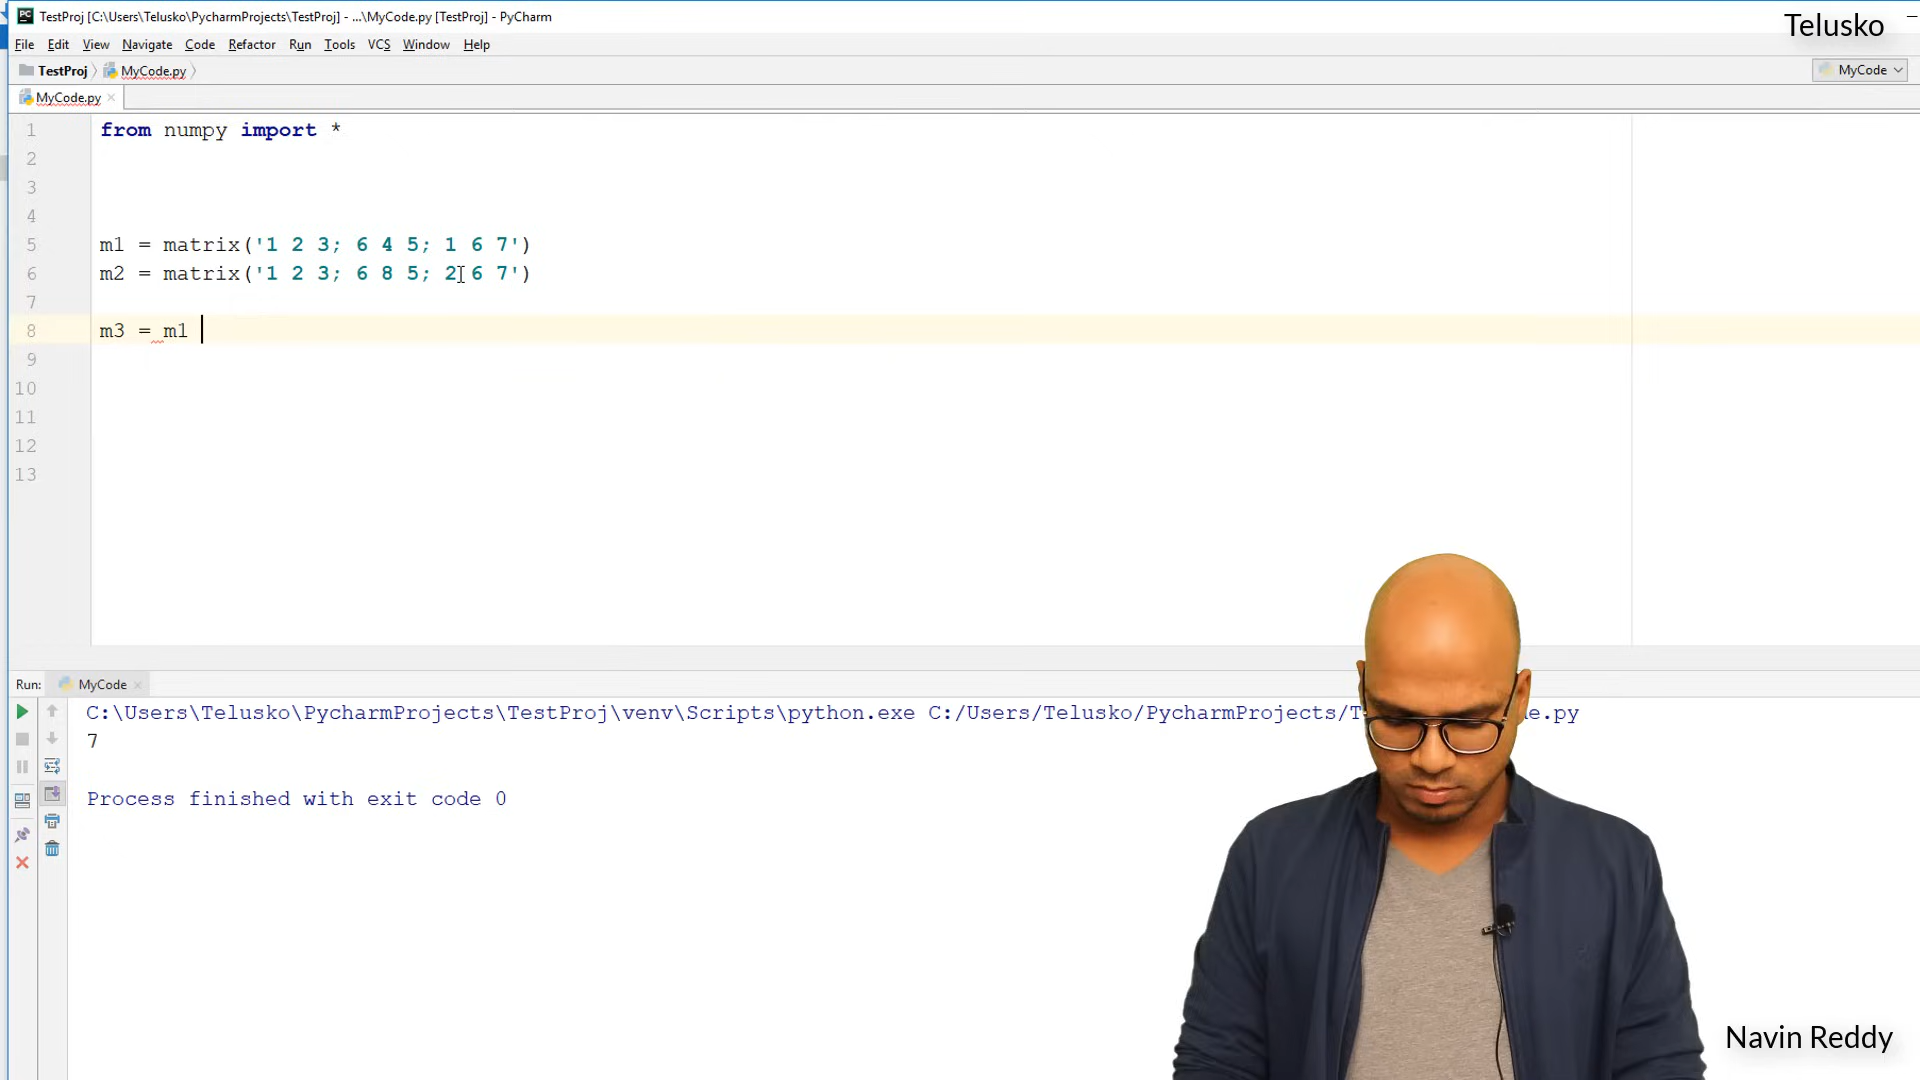 TestProj [C:\Users\Telusko\PycharmProjects\TestProj] - ...\MyCode.py [TestProj] - PyCharm
Telusko
File Edit View Navigate Code Refactor Run Tools VCS Window Help
TestProj MyCode.py
MyCode
MyCode.py
1 from numpy import *
2
3
4
5 m1 = matrix('1 2 3; 6 4 5; 1 6 7')
6 m2 = matrix('1 2 3; 6 8 5; 2 6 7')
7
8 m3 = m1
9
10
11
12
13
Run: MyCode
C:\Users\Telusko\PycharmProjects\TestProj\venv\Scripts\python.exe C:/Users/Telusko/PycharmProjects/
7
Process finished with exit code 0
Navin Reddy